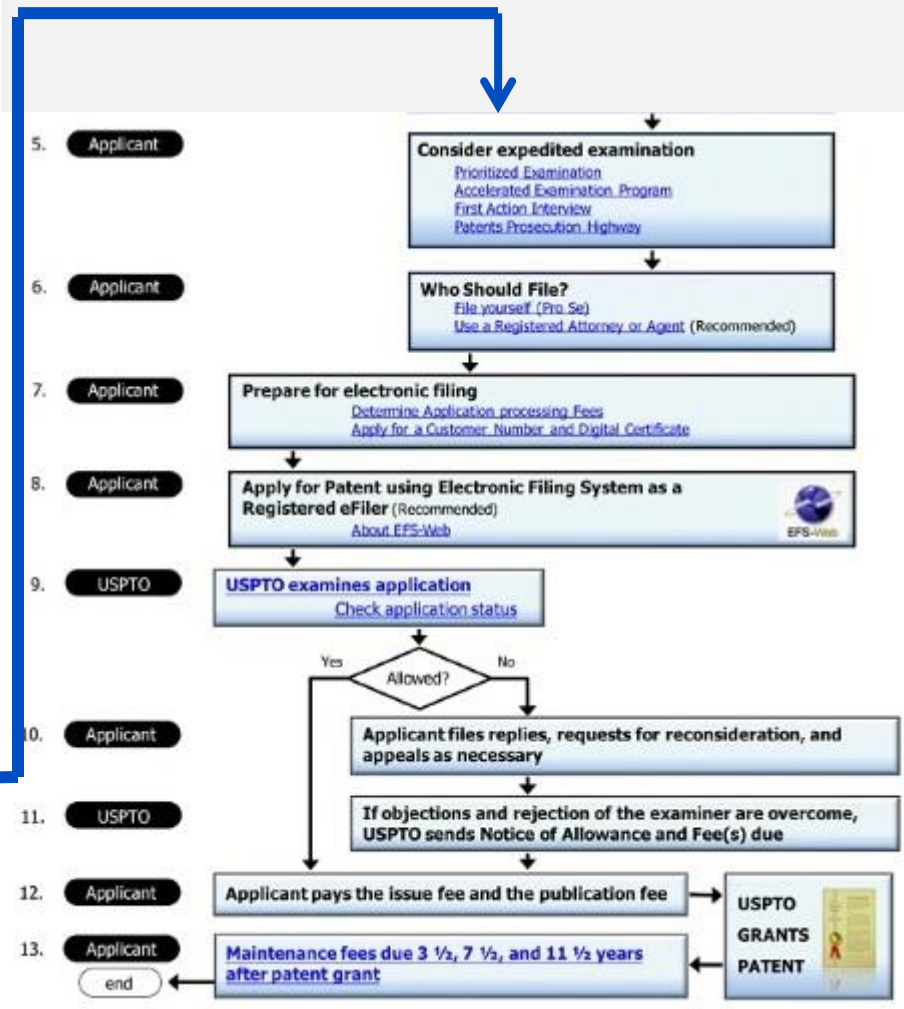 5. Applicant
Consider expedited examination
Prioritized Examination
Accelerated Examination Program
First Action Interview
Patents Prosecution Highway
6. Applicant
Who Should File?
File yourself (Pro Se)
Use a Registered Attorney or Agent (Recommended)
7. Applicant
Prepare for electronic filing
Determine Application processing Fees
Apply for a Customer Number and Digital Certificate
8. Applicant
Apply for Patent using Electronic Filing System as a
Registered eFiler (Recommended)
About EFS-Web
EFS-Web
9. USPTO
USPTO examines application
Check application status
Yes
No
Allowed?
10. Applicant
Applicant files replies, requests for reconsideration, and
appeals as necessary
11. USPTO
If objections and rejection of the examiner are overcome,
USPTO sends Notice of Allowance and Fee(s) due
12. Applicant
Applicant pays the issue fee and the publication fee
USPTO
GRANTS
PATENT
13. Applicant
Maintenance fees due 3 ½, 7 ½, and 11 ½ years
after patent grant
end